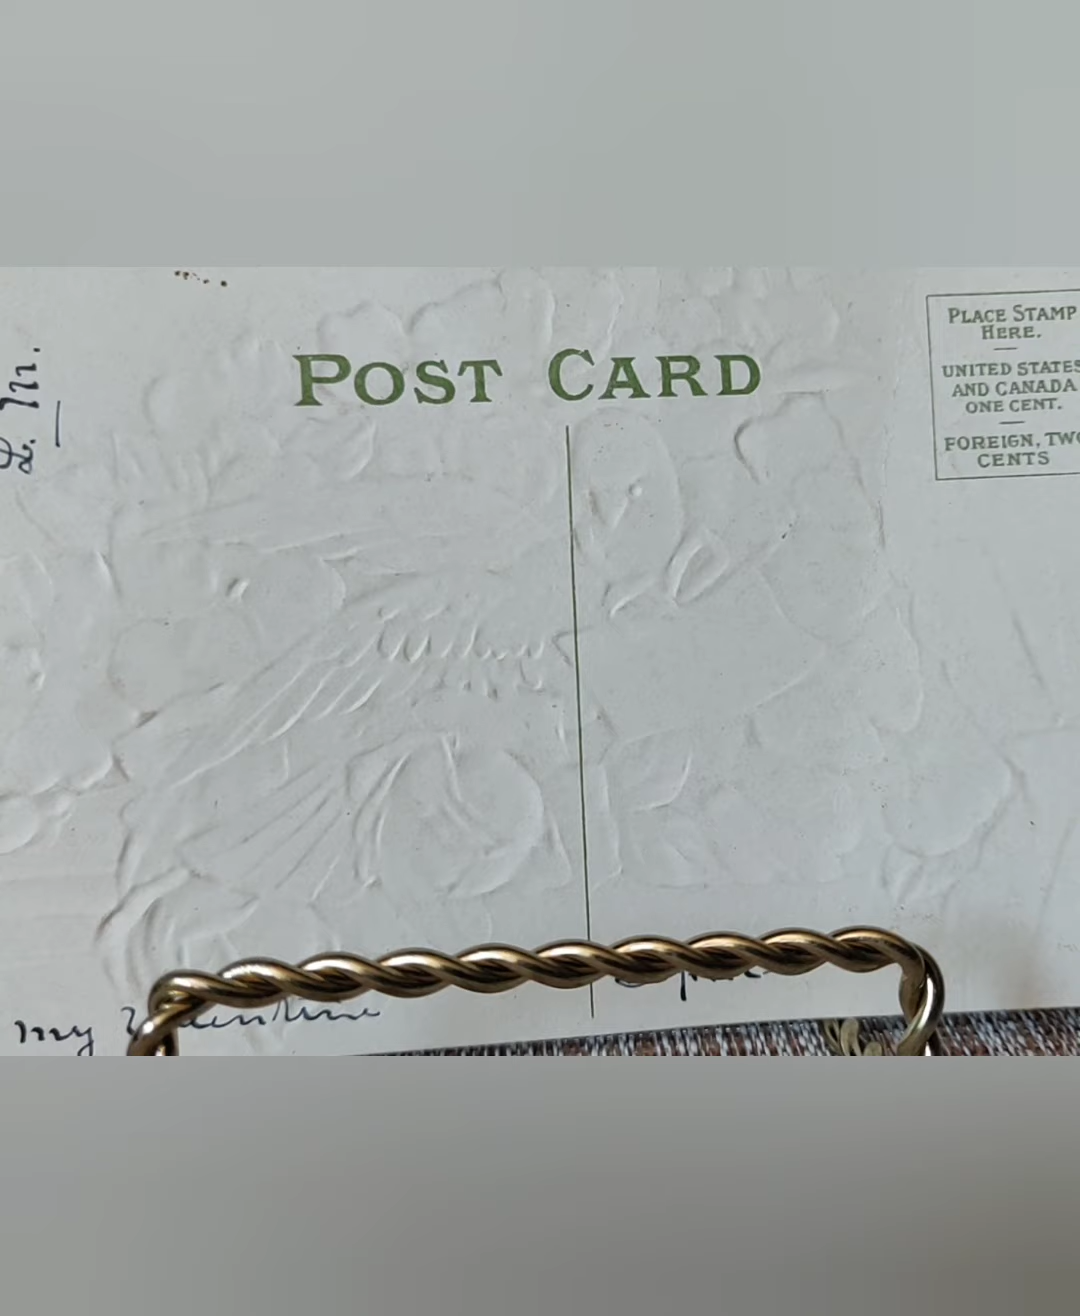 POST CARD
PLACE STAMP
HERE.
UNITED STATES
AND CANADA
ONE CENT.
FOREIGN, TWO
CENTS
L. M.
my Valentine